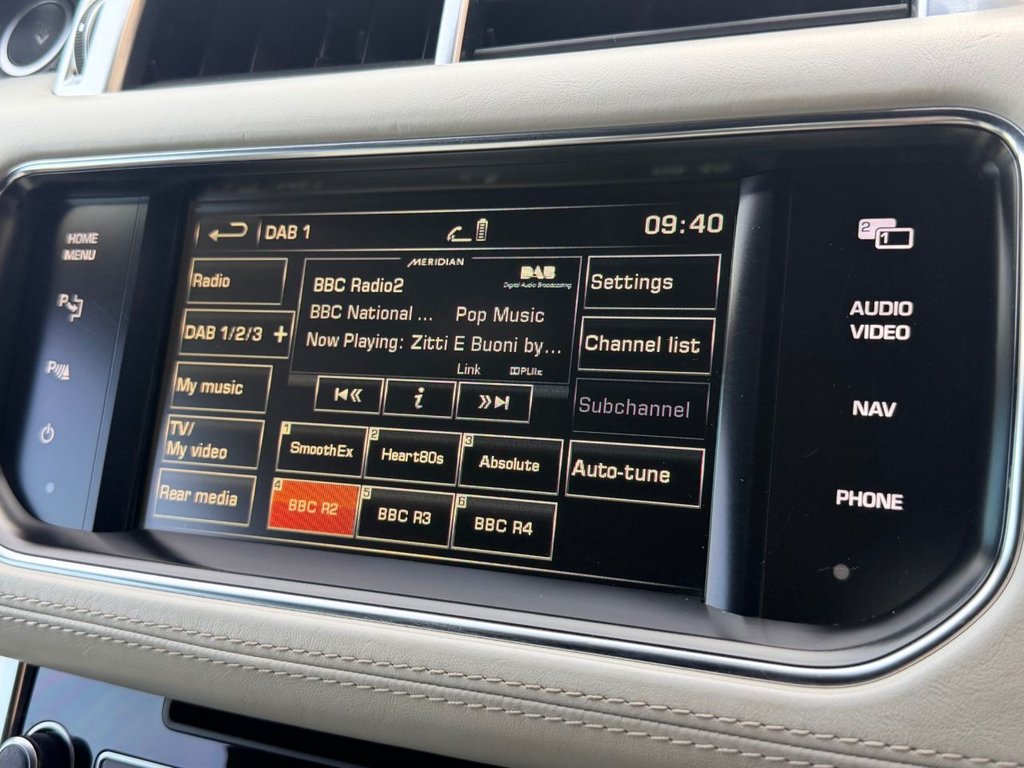 HOME
MENU
DAB 1
09:40
Radio
DAB 1/2/3 +
My music
TV/
My video
Rear media
MERIDIAN
DAB
Digital Audio Broadcasting
BBC Radio2
BBC National ... Pop Music
Now Playing: Zitti E Buoni by...
Link PLIIx
i
1 SmoothEx
2 Heart80s
3 Absolute
4 BBC R2
5 BBC R3
6 BBC R4
Settings
Channel list
Subchannel
Auto-tune
2 1
AUDIO
VIDEO
NAV
PHONE
P
P